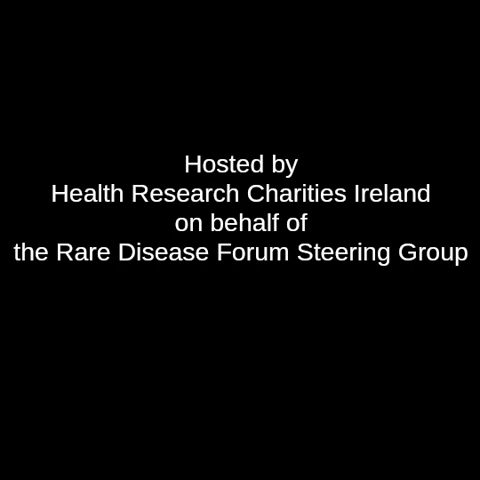 Hosted by
Health Research Charities Ireland
on behalf of
the Rare Disease Forum Steering Group